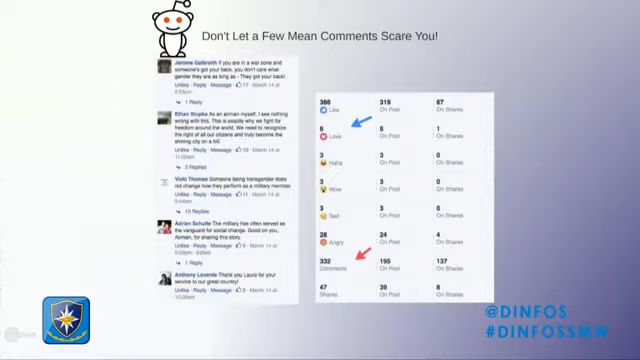 Don't Let a Few Mean Comments Scare You!
Jerome Galbraith If you are in a war zone and
someone's got your back, you don't care what
gender they are as long as - They got your back!
Unlike · Reply · Message · 17 · March 14 at
1 Reply
Ethan Stupka As an airman myself, I see nothing
wrong with this. This is exactly why we fight for
freedom around the world. We need to recognize
the right of all our citizens and truly become the
shining city on a hill.
Unlike · Reply · Message · 10 · March 14 at
3 Replies
Vicki Thomas Someone being transgender does
not change how they perform as a military member.
Unlike · Reply · Message · 11 · March 14 at
Replies
Adrian Schulte The military has often served as
the vanguard for social change. Good on you,
Airman, for sharing this story.
Unlike · Reply · Message · 5 · March 14 at
1 Reply
Anthony Loverde Thank you Laura for your
service to our great country!
Unlike · Reply · Message · 2 · March 14 at
386 319 67
Like On Post On Shares
6 5 1
Love On Post On Shares
3 3 0
Haha On Post On Shares
3 3 0
Wow On Post On Shares
3 3 0
Sad On Post On Shares
28 24 4
Angry On Post On Shares
332 195 137
Comments On Post On Shares
47 39 8
Shares On Post On Shares
@DINFOS
#DINFOSSMW